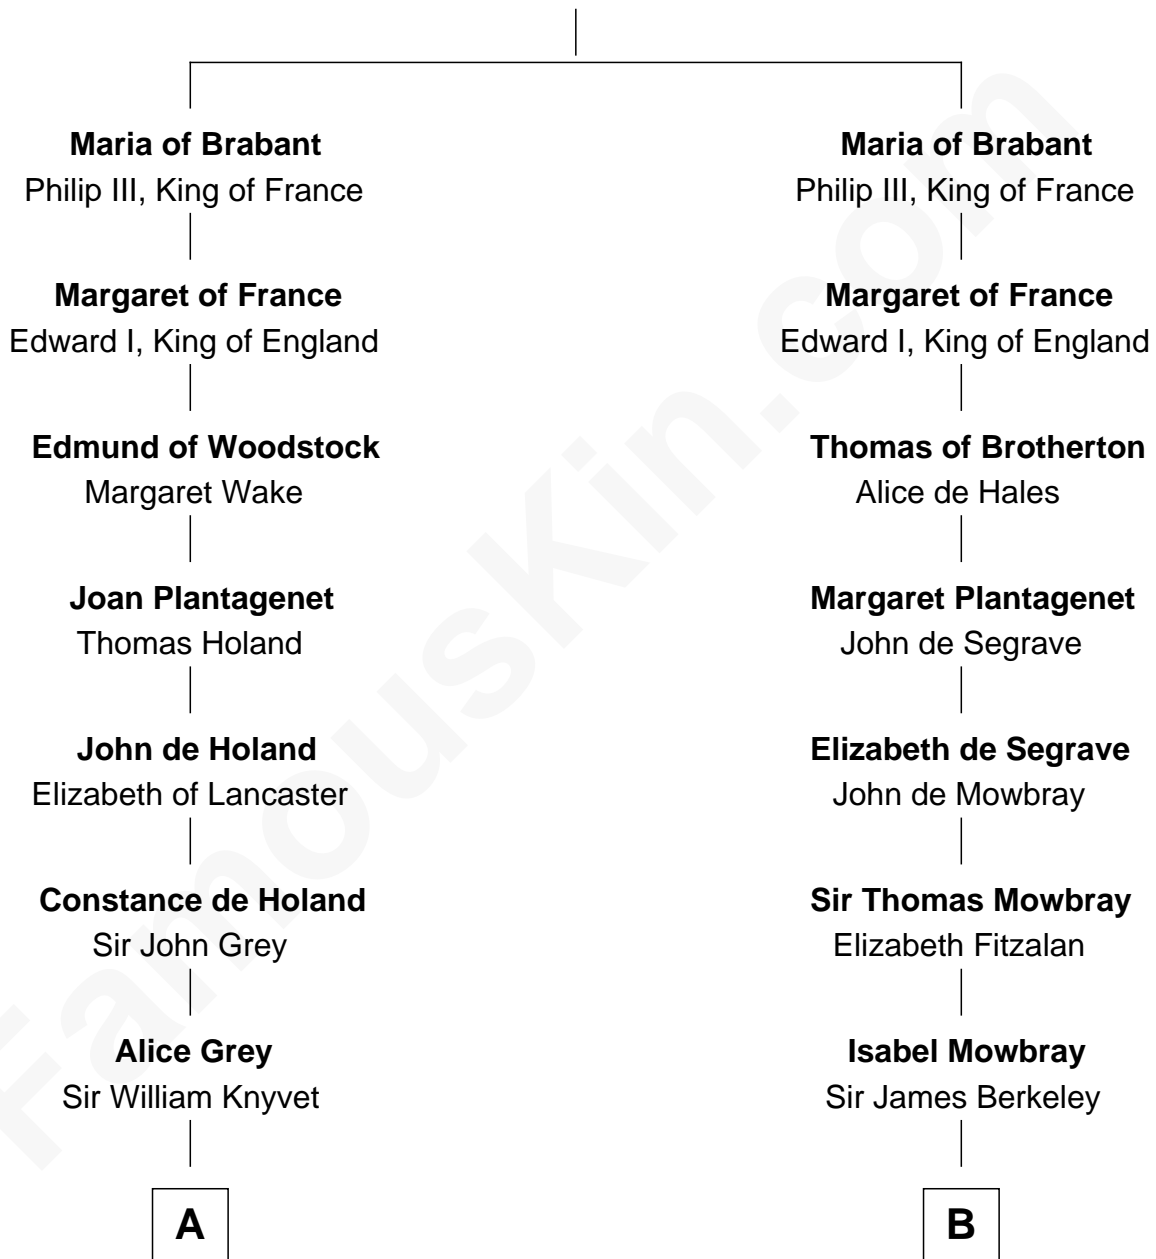 Maria of Brabant
Philip III, King of France
Margaret of France
Edward I, King of England
Edmund of Woodstock
Margaret Wake
Joan Plantagenet
Thomas Holand
John de Holand
Elizabeth of Lancaster
Constance de Holand
Sir John Grey
Alice Grey
Sir William Knyvet
A
Maria of Brabant
Philip III, King of France
Margaret of France
Edward I, King of England
Thomas of Brotherton
Alice de Hales
Margaret Plantagenet
John de Segrave
Elizabeth de Segrave
John de Mowbray
Sir Thomas Mowbray
Elizabeth Fitzalan
Isabel Mowbray
Sir James Berkeley
B
FamousKin.com